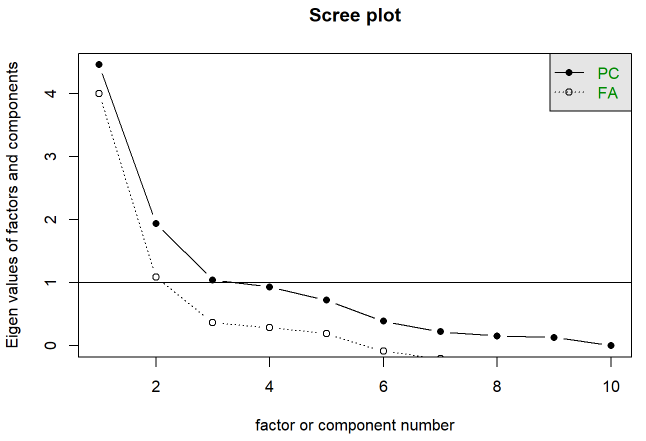 Scree plot
Eigen values of factors and components
4
3
2
1
0
PC
FA
2
4
6
8
10
factor or component number